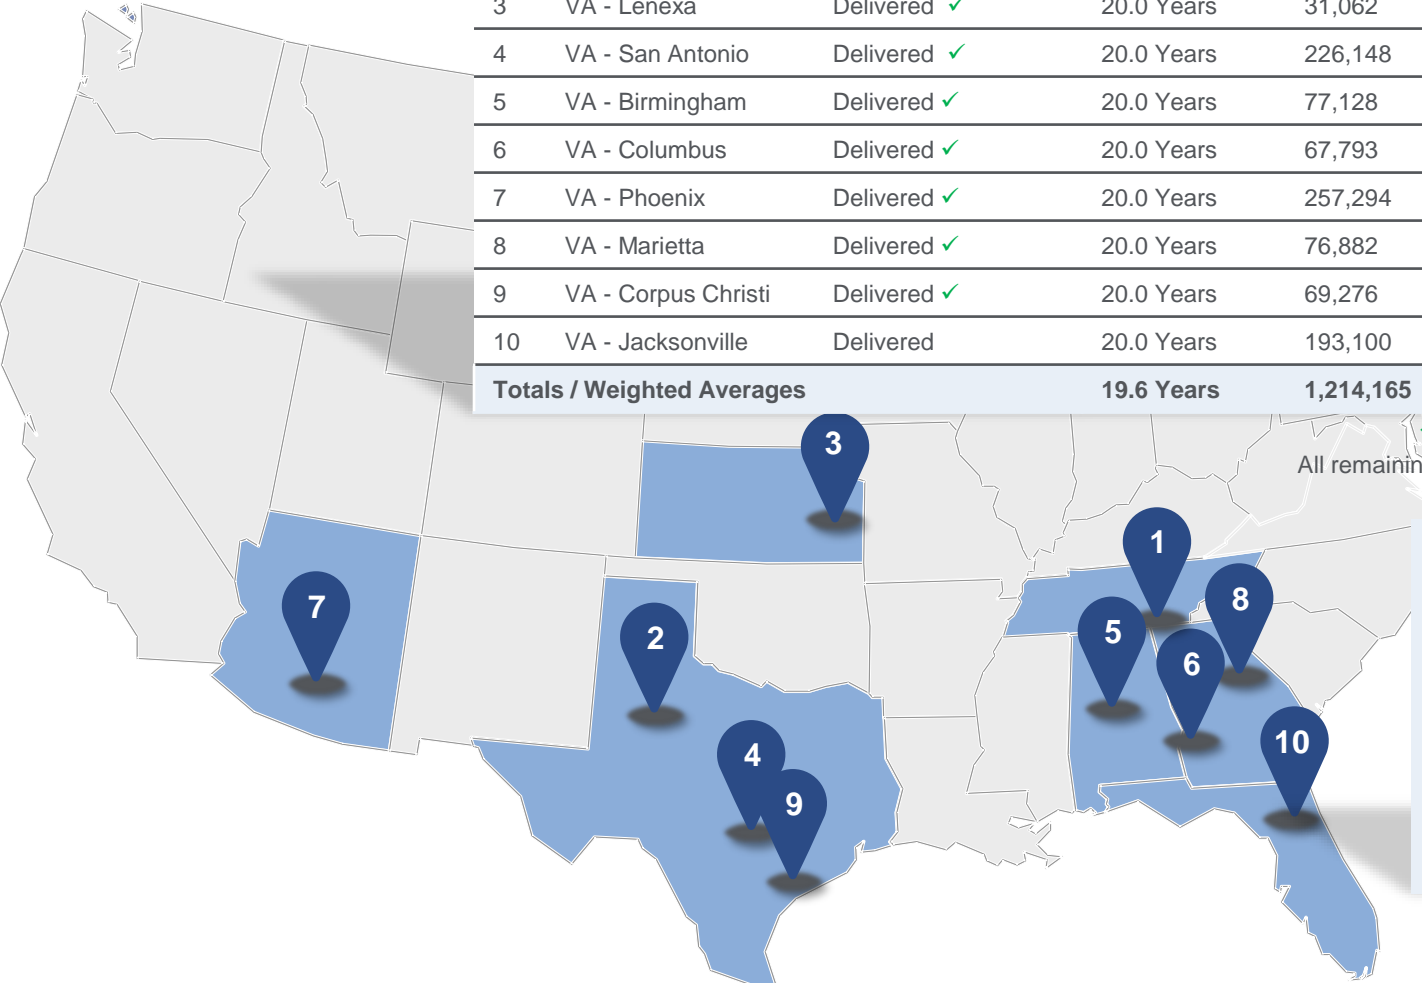 3 VA - Lenexa Delivered ✓ 20.0 Years 31,062
4 VA - San Antonio Delivered ✓ 20.0 Years 226,148
5 VA - Birmingham Delivered ✓ 20.0 Years 77,128
6 VA - Columbus Delivered ✓ 20.0 Years 67,793
7 VA - Phoenix Delivered ✓ 20.0 Years 257,294
8 VA - Marietta Delivered ✓ 20.0 Years 76,882
9 VA - Corpus Christi Delivered ✓ 20.0 Years 69,276
10 VA - Jacksonville Delivered 20.0 Years 193,100
Totals / Weighted Averages 19.6 Years 1,214,165
3
All
1
7
8
2
5
6
10
4
9